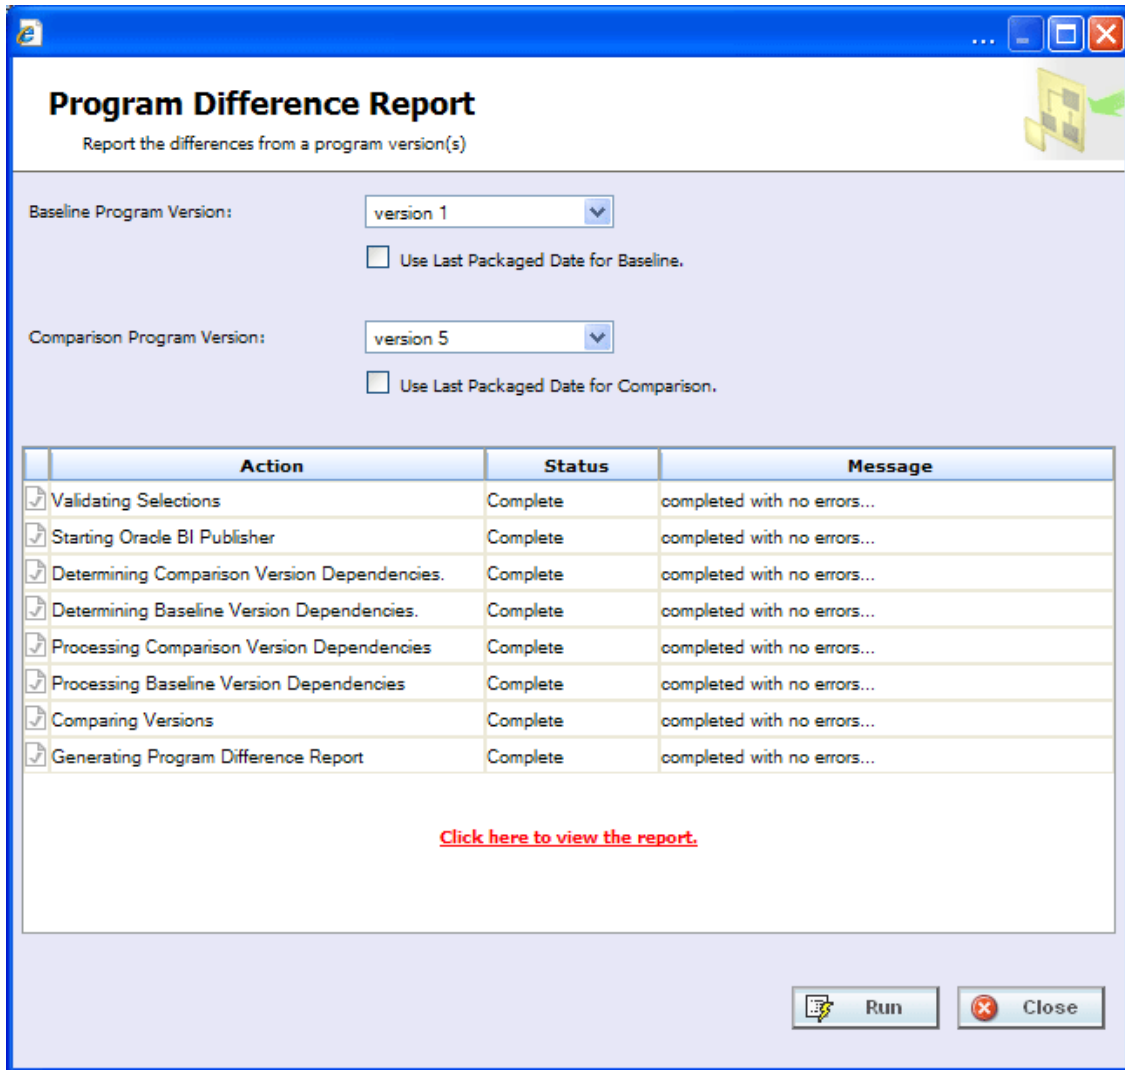 ...
Program Difference Report
Report the differences from a program version(s)
Baseline Program Version: version 1
Use Last Packaged Date for Baseline.
Comparison Program Version: version 5
Use Last Packaged Date for Comparison.
Action Status Message
Validating Selections Complete completed with no errors...
Starting Oracle BI Publisher Complete completed with no errors...
Determining Comparison Version Dependencies. Complete completed with no errors...
Determining Baseline Version Dependencies. Complete completed with no errors...
Processing Comparison Version Dependencies Complete completed with no errors...
Processing Baseline Version Dependencies Complete completed with no errors...
Comparing Versions Complete completed with no errors...
Generating Program Difference Report Complete completed with no errors...
Click here to view the report.
Run Close